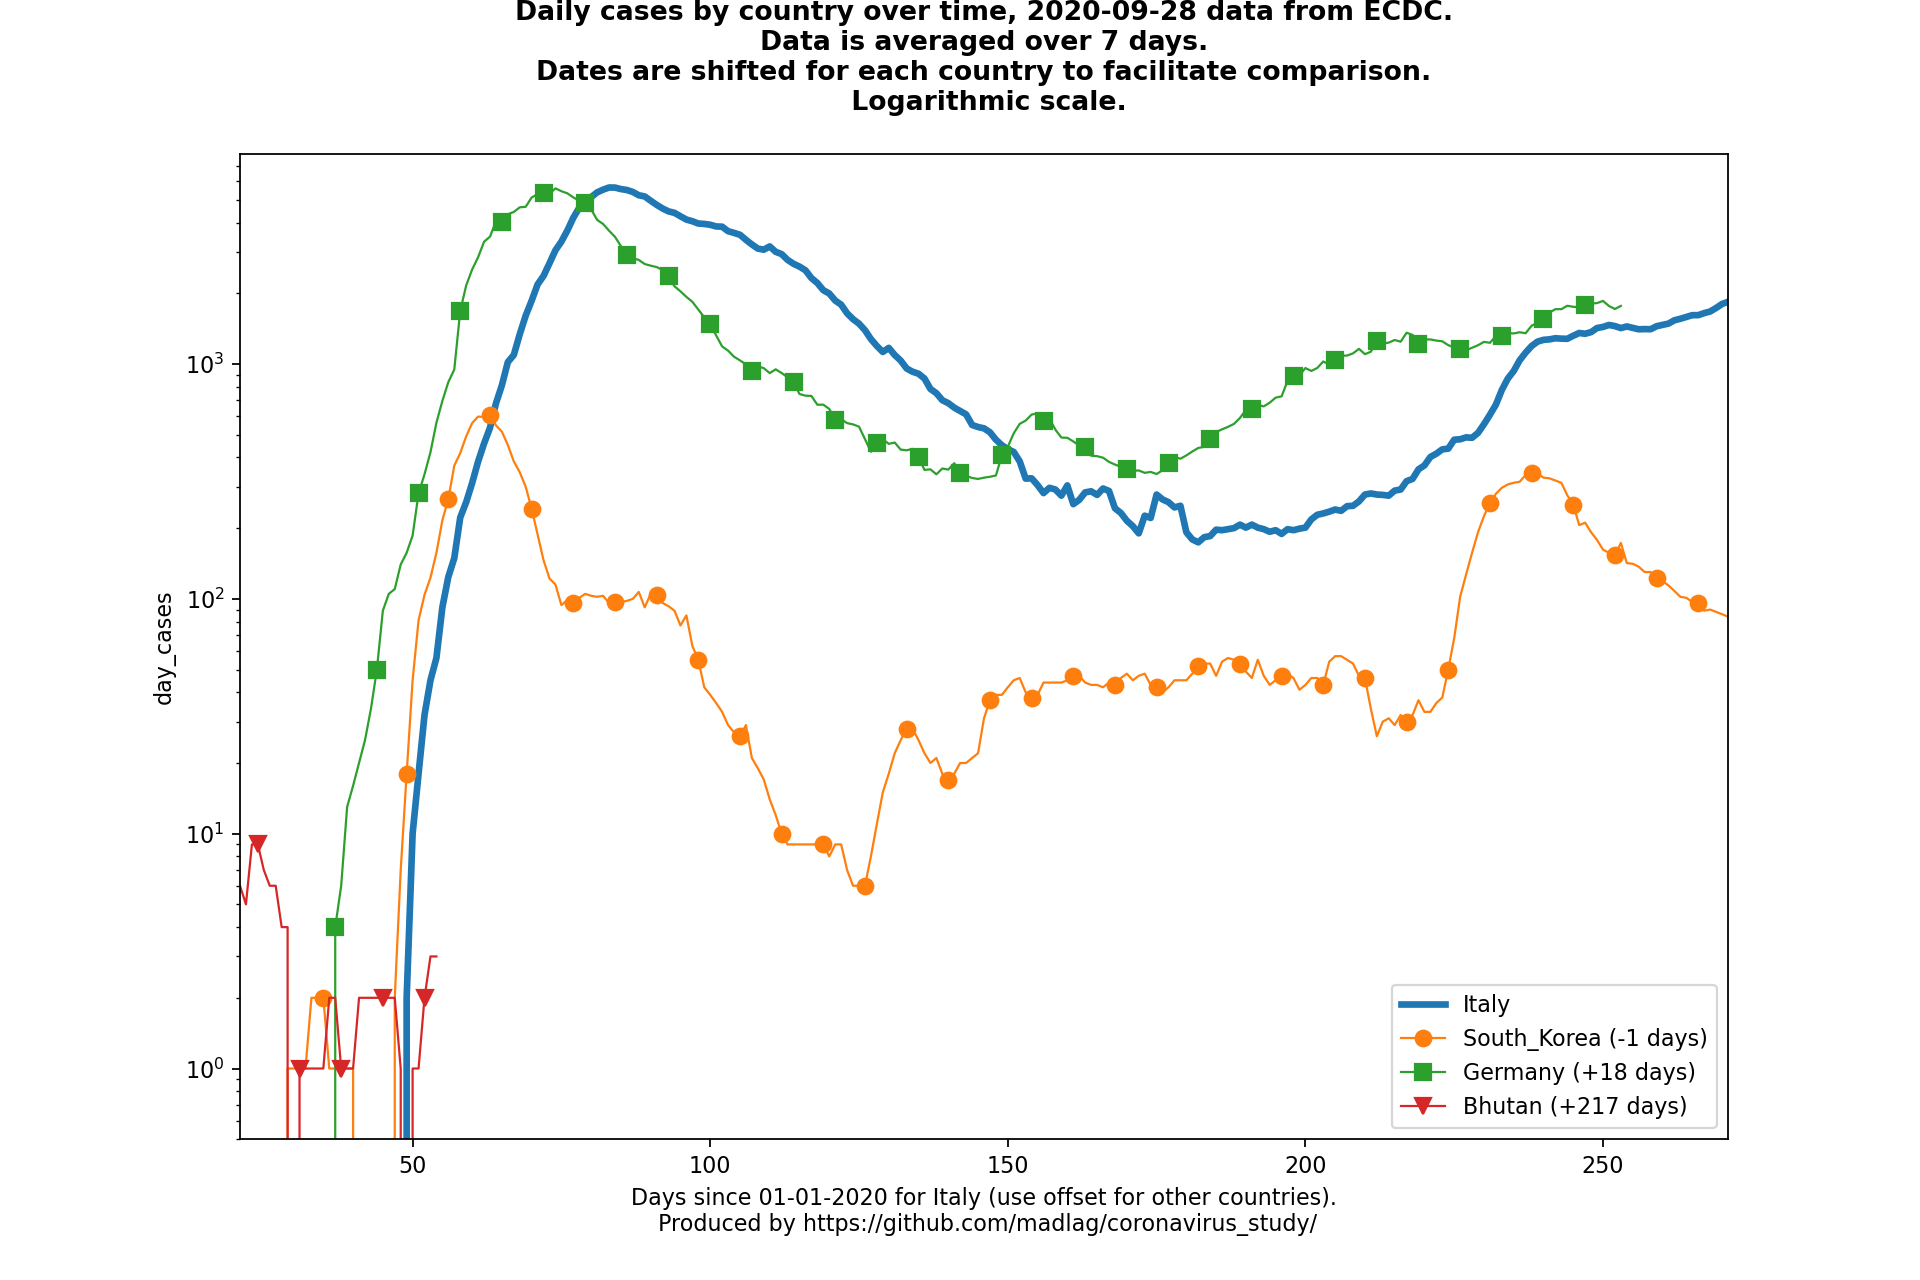 Daily cases by country over time, 2020-09-28 data from ECDC.
Data is averaged over 7 days.
Dates are shifted for each country to facilitate comparison.
Logarithmic scale.
day_cases
10³
10²
10¹
10⁰
50
100
150
200
250
Italy
South_Korea (-1 days)
Germany (+18 days)
Bhutan (+217 days)
Days since 01-01-2020 for Italy (use offset for other countries).
Produced by https://github.com/madlag/coronavirus_study/